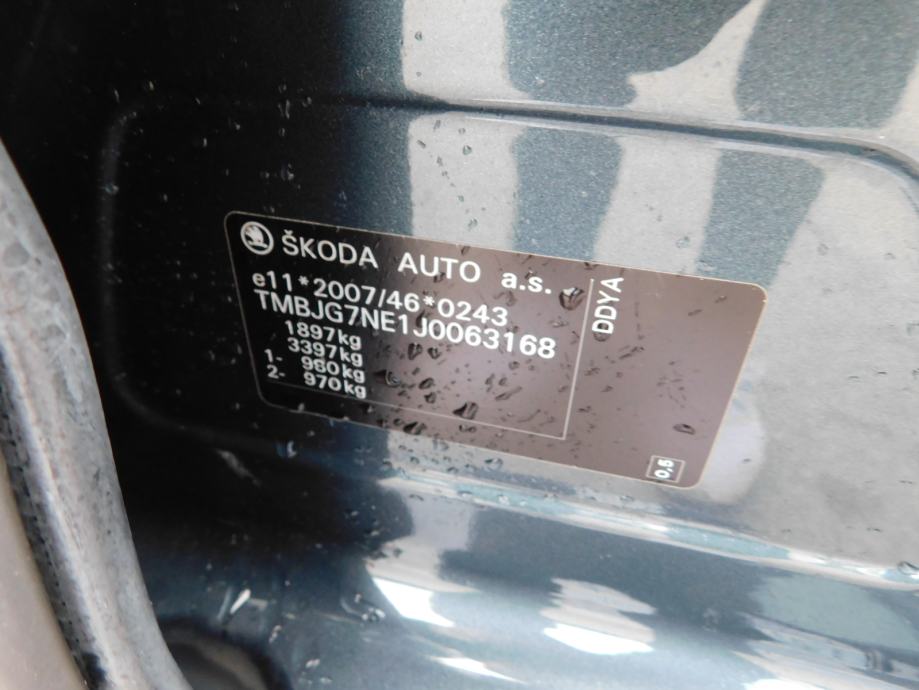 ŠKODA AUTO a.s.
e11*2007/46*0243
TMBJG7NE1J0063168
1897kg
3397kg
1- 980kg
2- 970kg
DDYA
0,5